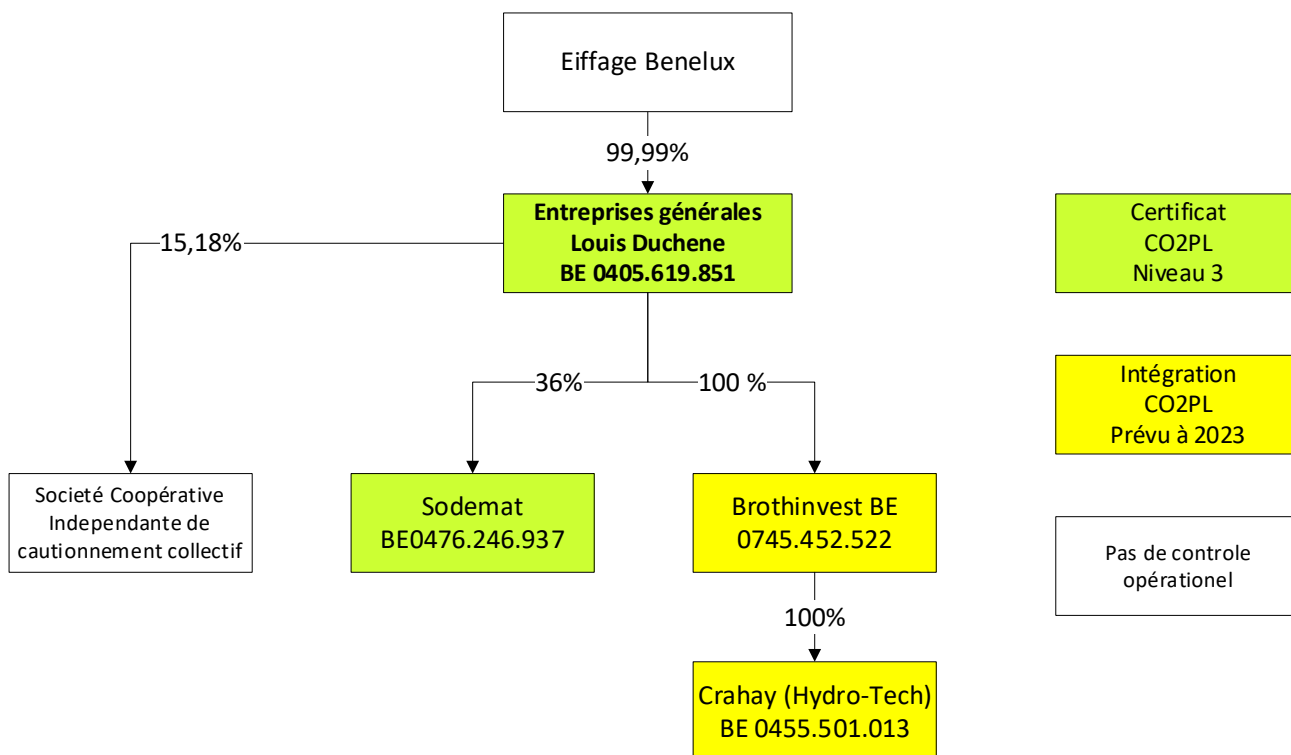 Eiffage Benelux
99,99%
Entreprises générales
Louis Duchene
BE 0405.619.851
Certificat
CO2PL
Niveau 3
15,18%
36%
100 %
Intégration
CO2PL
Prévu à 2023
Societé Coopérative
Independante de
cautionnement collectif
Sodemat
BE0476.246.937
Brothinvest BE
0745.452.522
Pas de controle
opérationel
100%
Crahay (Hydro-Tech)
BE 0455.501.013